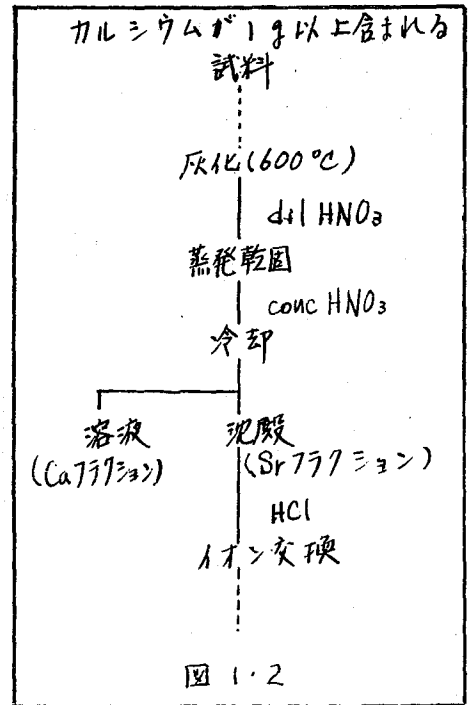 カルシウムが1g以上含まれる
試料
灰化(600°C)
dil HNO₃
蒸発乾固
conc HNO₃
冷却
溶液
(Caフラクション)
沈殿
(Srフラクション)
HCl
イオン交換
図1・2